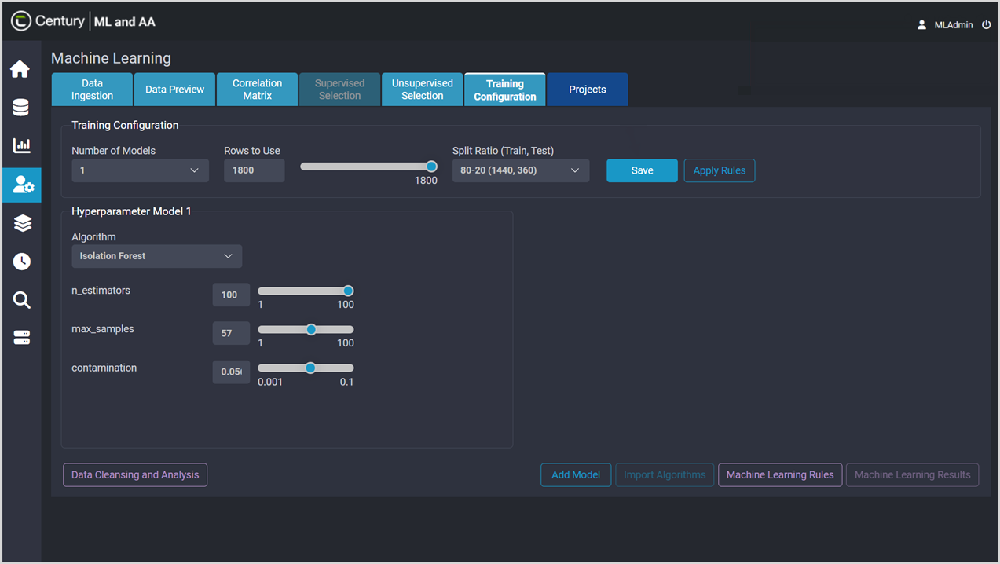 Century | ML and AA
MLAdmin
Machine Learning
Data
Ingestion
Data Preview
Correlation
Matrix
Supervised
Selection
Unsupervised
Selection
Training
Configuration
Projects
Training Configuration
Number of Models
Rows to Use
Split Ratio (Train, Test)
1
1800
1800
80-20 (1440, 360)
Save
Apply Rules
Hyperparameter Model 1
Algorithm
Isolation Forest
n_estimators
100
1
100
max_samples
57
1
100
contamination
0.05
0.001
0.1
Data Cleansing and Analysis
Add Model
Import Algorithms
Machine Learning Rules
Machine Learning Results